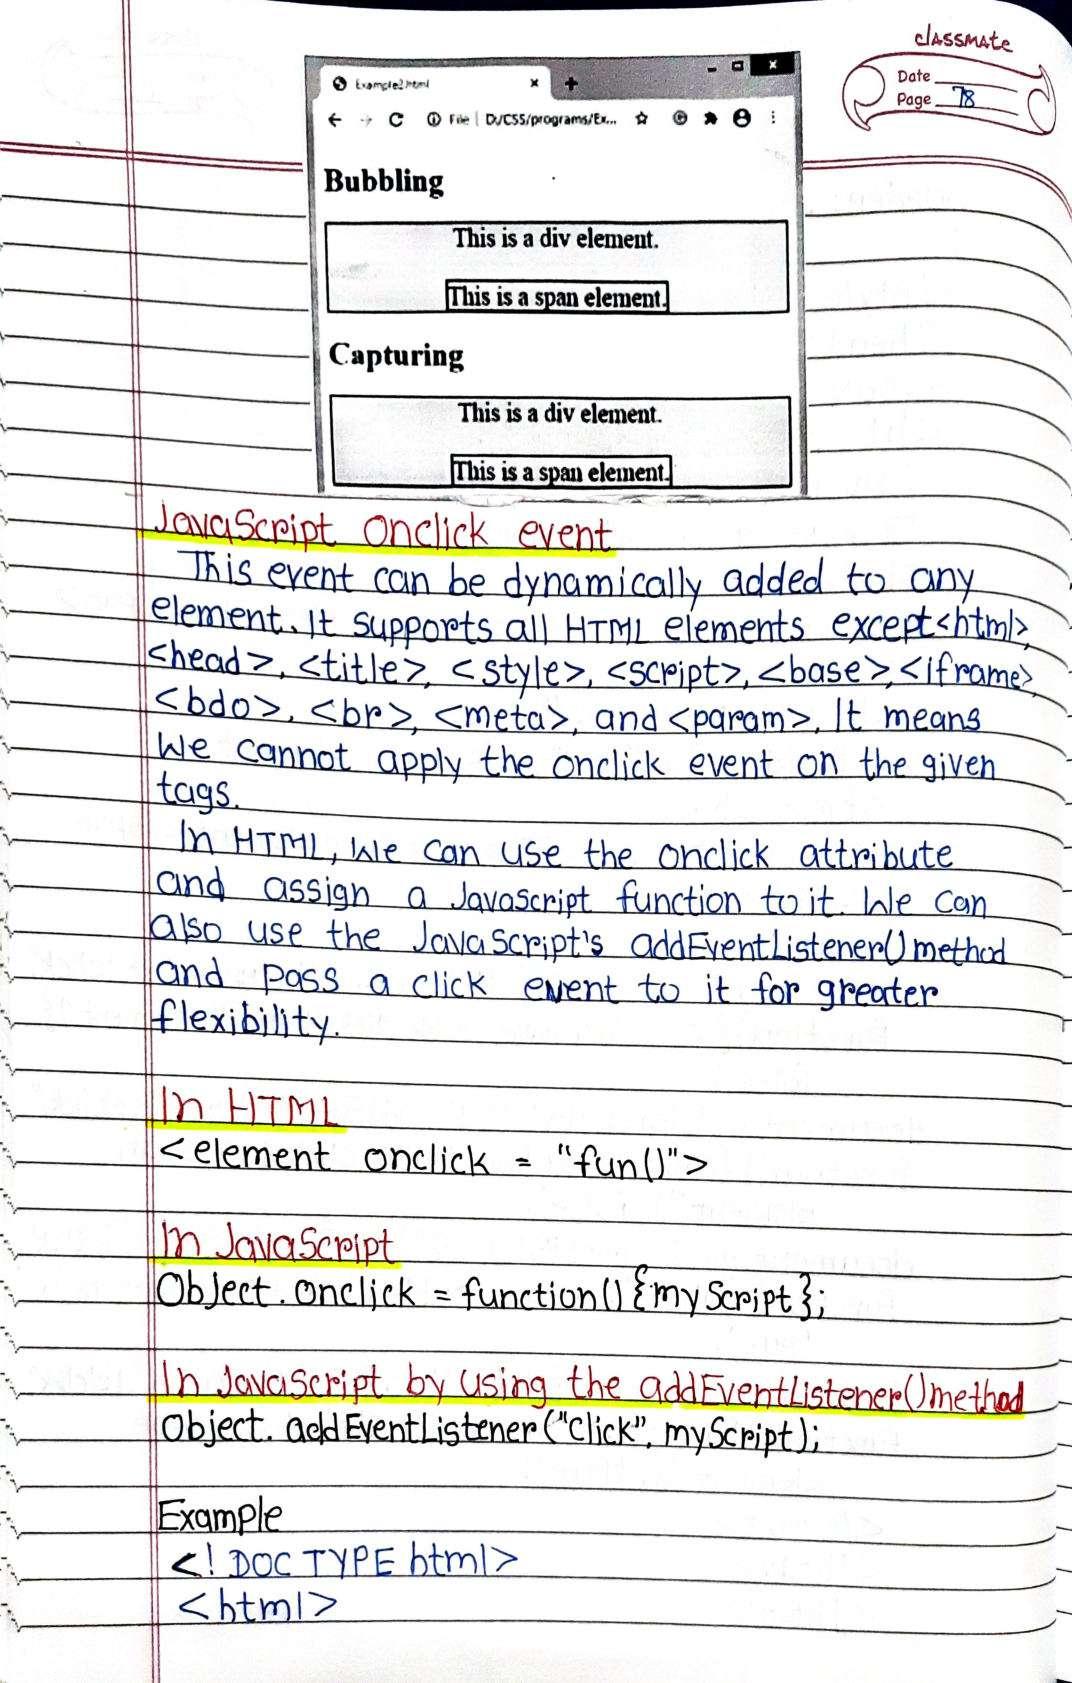 classmate
Date
Page 78
Example2.html
File | D:/CSS/programs/Ex...
Bubbling
This is a div element.
This is a span element.
Capturing
This is a div element.
This is a span element.
JavaScript onclick event
This event can be dynamically added to any
element. It supports all HTML elements except <html>,
<head>, <title>, <style>, <script>, <base>, <iframe>,
<bdo>, <br>, <meta>, and <param>. It means
We cannot apply the onclick event on the given
tags.
In HTML, we can use the onclick attribute
and assign a JavaScript function to it. We can
also use the JavaScript's addEventListener() method
and pass a click event to it for greater
flexibility.
In HTML
<element onclick = "fun()">
In JavaScript
Object.onclick = function() {myScript};
In JavaScript by using the addEventListener() method
Object.addEventListener("click", myScript);
Example
<!DOCTYPE html>
<html>